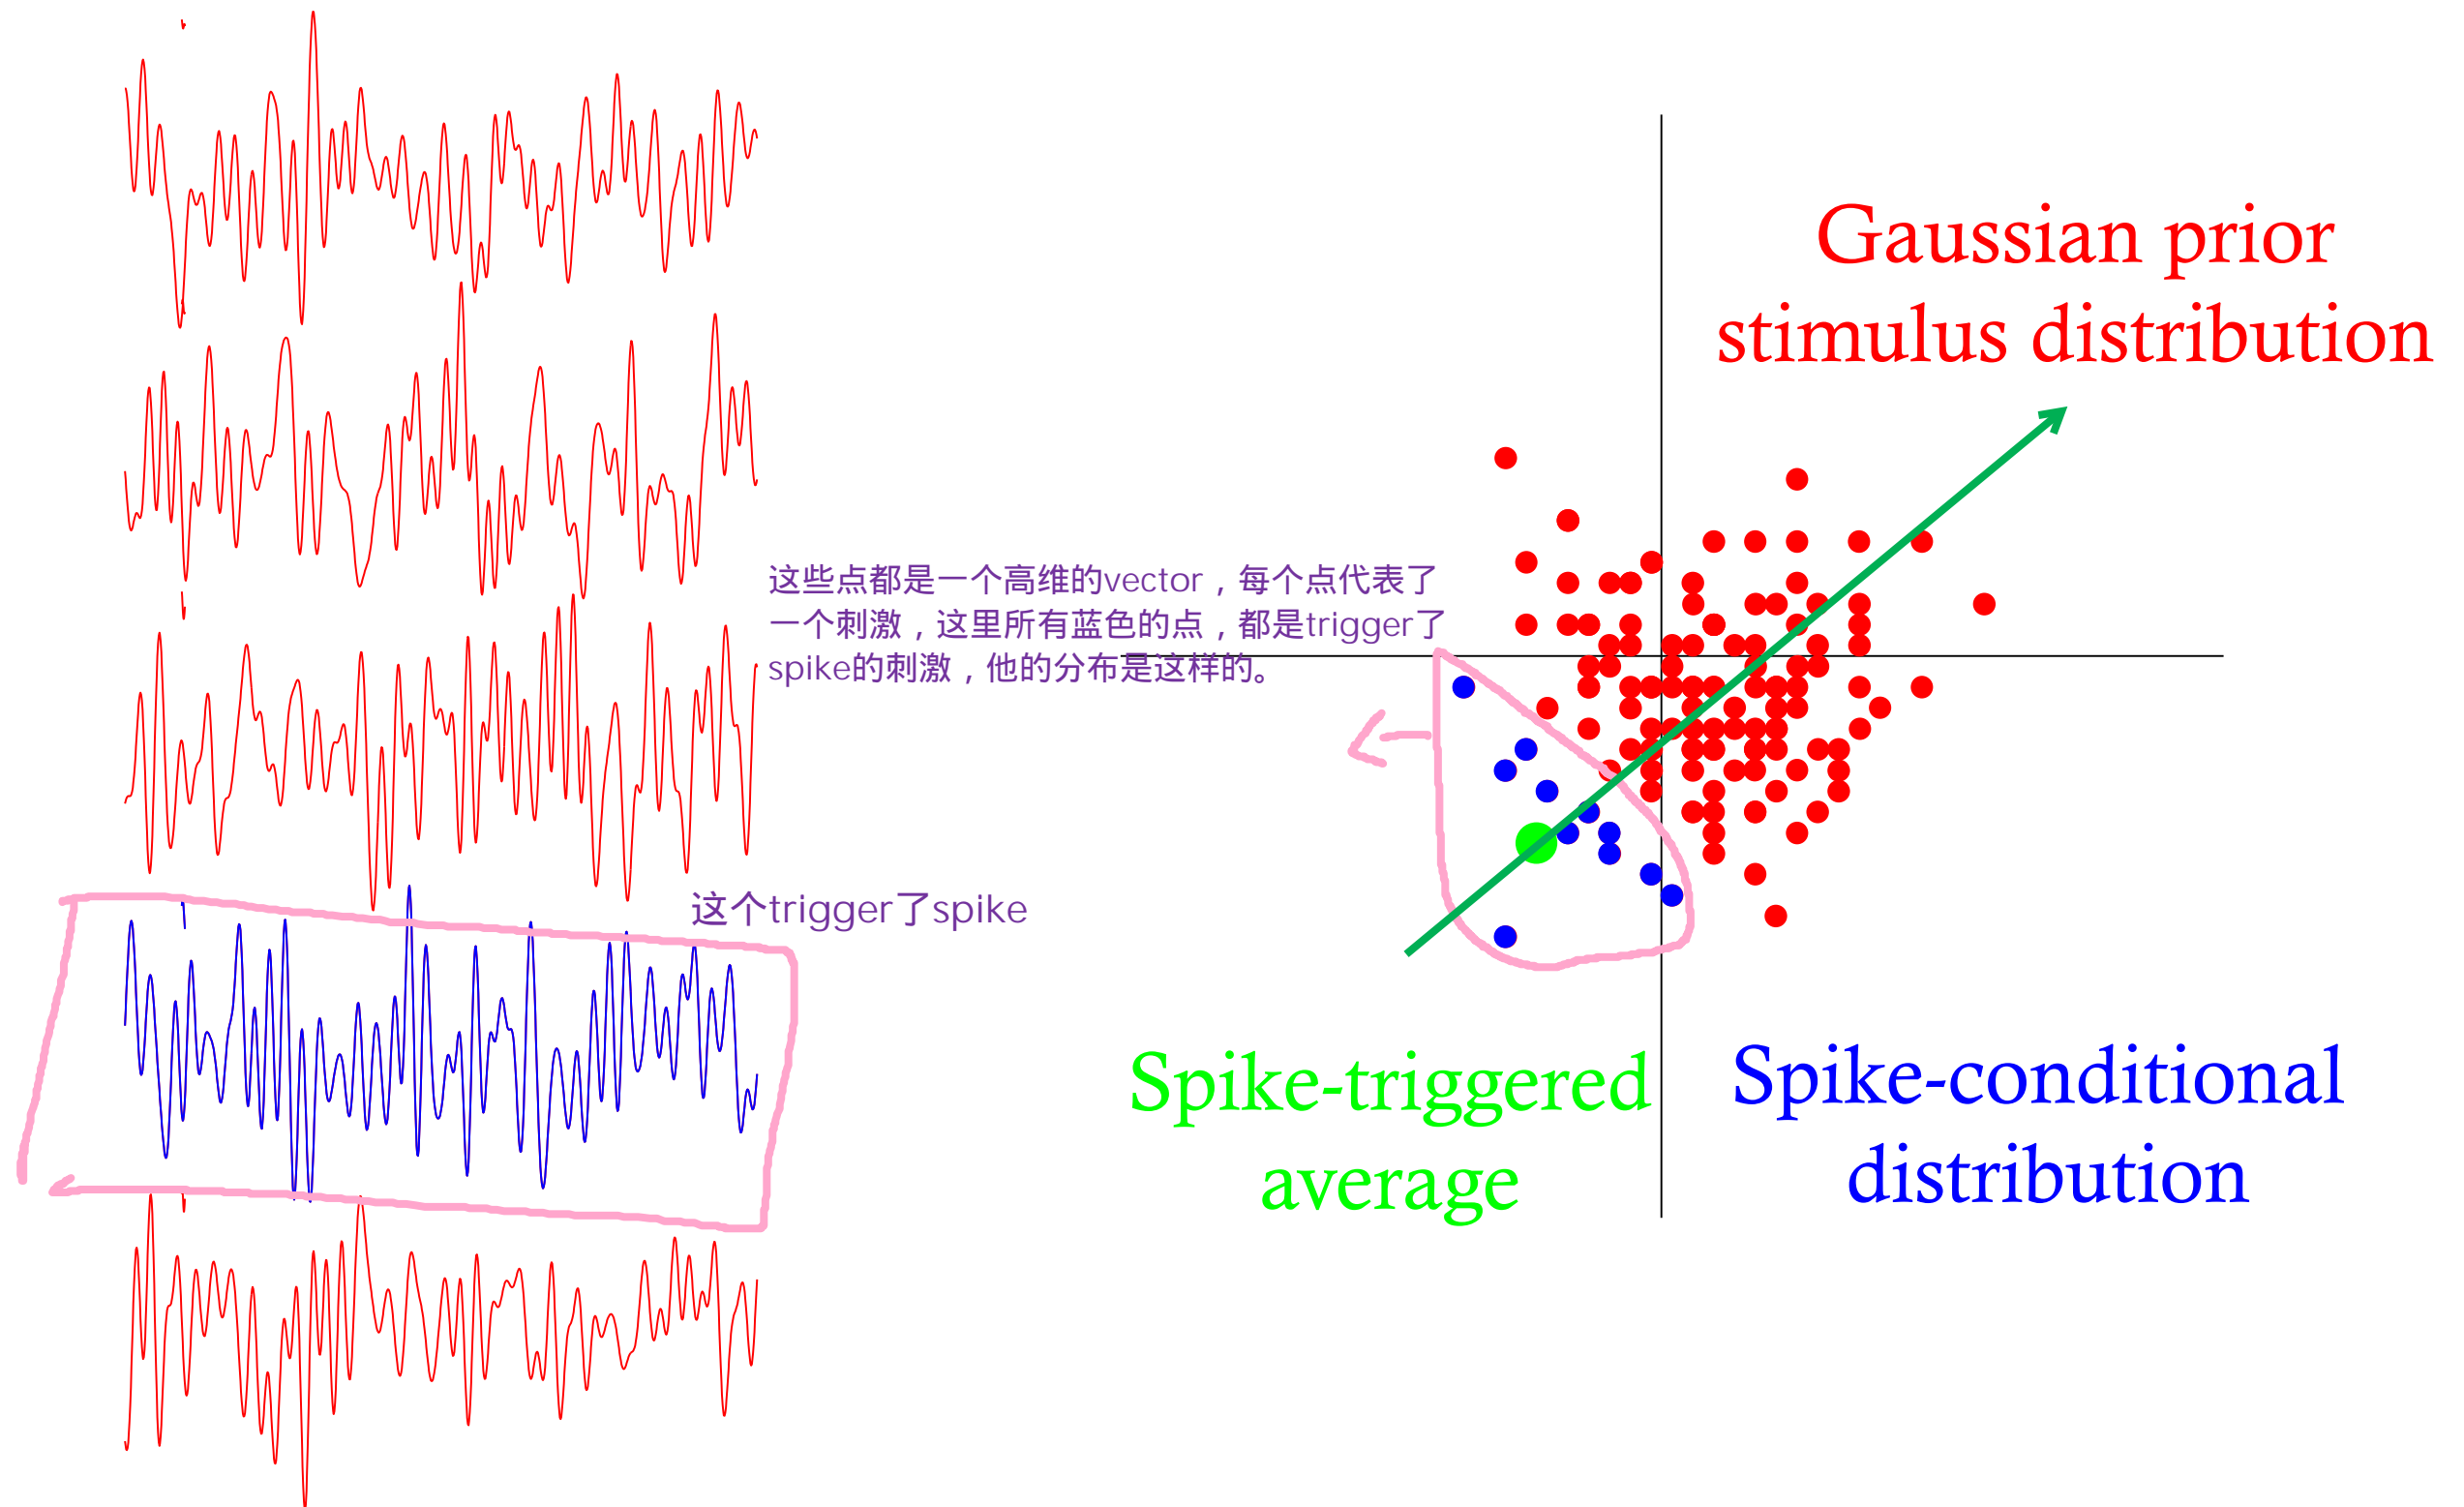 Gaussian prior
stimulus distribution
这些点都是一个高维的vector，每个点代表了
一个刺激，这里所有蓝色的点，都是trigger了
spike的刺激，他的分布是这样的。
这个trigger了spike
Spike-triggered
average
Spike-conditional
distribution